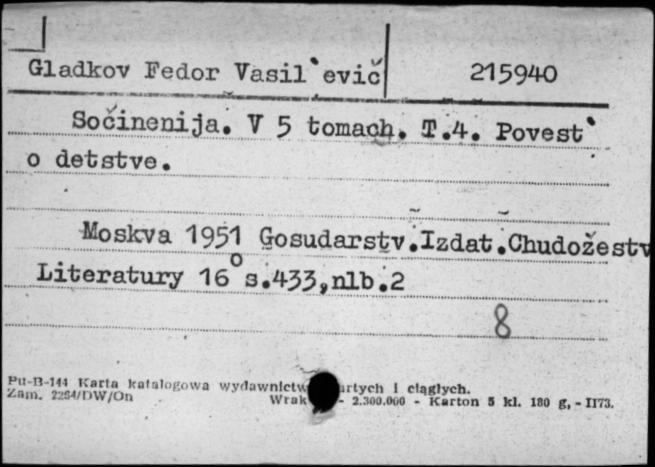 Gladkov Fedor Vasil`evič 215940
Sočinenija. V 5 tomach. T.4. Povest`
o detstve.
Moskva 1951 Gosudarstv.Izdat.Chudožestv
Literatury 16° s.433,nlb.2
8
Pu-B-144 Karta katalogowa wydawnictw zwartych i ciągłych.
Zam. 2264/DW/On Wrak - 2.300.000 - Karton 5 kl. 180 g, - II73.